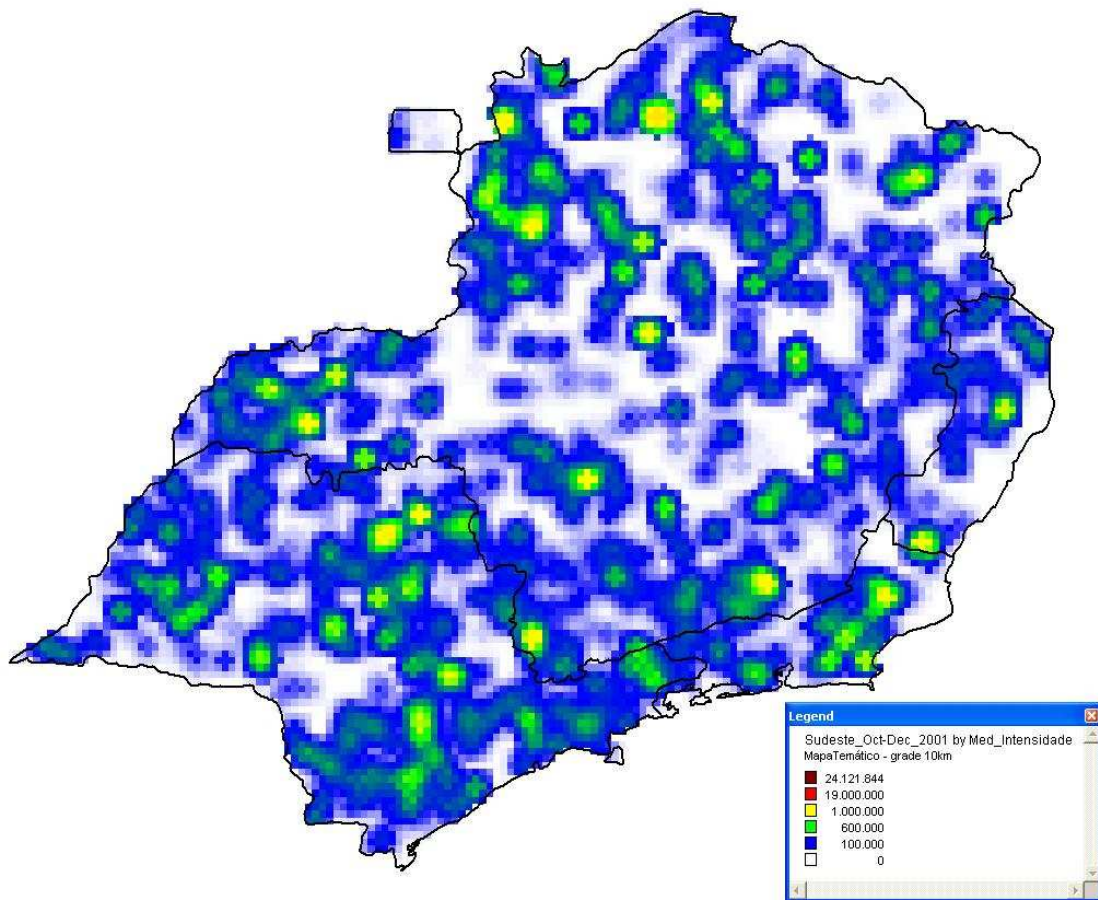 Legend
Sudeste_Oct-Dec_2001 by Med_Intensidade
MapaTemático - grade 10km
24.121.844
19.000.000
1.000.000
600.000
100.000
0